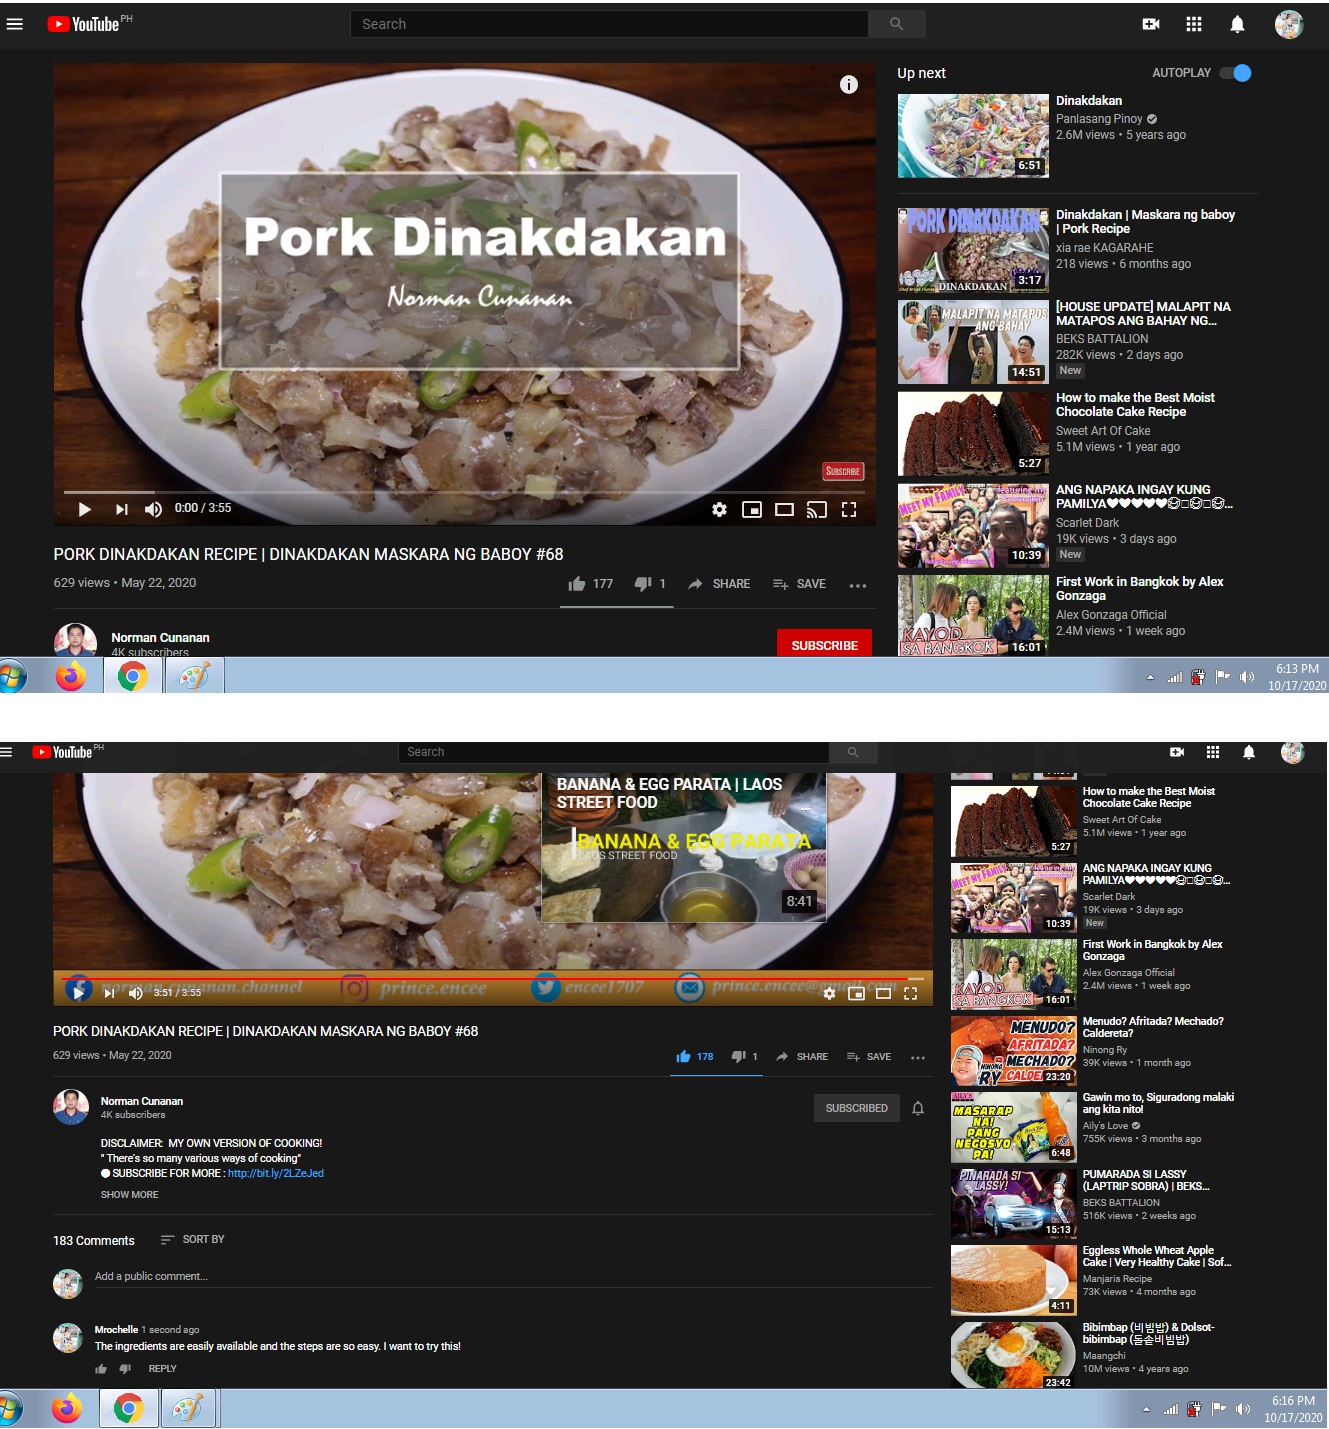 YouTube PH
Search
Pork Dinakdakan
Norman Cunanan
SUBSCRIBE
0:00 / 3:55
PORK DINAKDAKAN RECIPE | DINAKDAKAN MASKARA NG BABOY #68
629 views • May 22, 2020
177 1 SHARE SAVE
Norman Cunanan
4K subscribers
SUBSCRIBE
Up next AUTOPLAY
6:51
Dinakdakan
Panlasang Pinoy
2.6M views • 5 years ago
PORK DINAKDAKAN
DINAKDAKAN
3:17
Dinakdakan | Maskara ng baboy
| Pork Recipe
xia rae KAGARAHE
218 views • 6 months ago
MALAPIT NA MATAPOS
ANG BAHAY
14:51
[HOUSE UPDATE] MALAPIT NA
MATAPOS ANG BAHAY NG...
BEKS BATTALION
282K views • 2 days ago
New
5:27
How to make the Best Moist
Chocolate Cake Recipe
Sweet Art Of Cake
5.1M views • 1 year ago
MEET MY FAMILY
10:39
ANG NAPAKA INGAY KUNG
PAMILYA♥♥♥♥♥😂□😂□😂...
Scarlet Dark
19K views • 3 days ago
New
KAYOD
SA BANGKOK
16:01
First Work in Bangkok by Alex
Gonzaga
Alex Gonzaga Official
2.4M views • 1 week ago
6:13 PM
10/17/2020
YouTube PH
Search
BANANA & EGG PARATA | LAOS
STREET FOOD
BANANA & EGG PARATA
LAOS STREET FOOD
8:41
prince.encee
encee1707
3:51 / 3:55
PORK DINAKDAKAN RECIPE | DINAKDAKAN MASKARA NG BABOY #68
629 views • May 22, 2020
178 1 SHARE SAVE
Norman Cunanan
4K subscribers
SUBSCRIBED
DISCLAIMER: MY OWN VERSION OF COOKING!
" There's so many various ways of cooking"
● SUBSCRIBE FOR MORE : http://bit.ly/2LZeJed
SHOW MORE
183 Comments SORT BY
Add a public comment...
Mrochelle 1 second ago
The ingredients are easily available and the steps are so easy. I want to try this!
REPLY
5:27
How to make the Best Moist
Chocolate Cake Recipe
Sweet Art Of Cake
5.1M views • 1 year ago
MEET MY FAMILY
10:39
ANG NAPAKA INGAY KUNG
PAMILYA♥♥♥♥♥😂□😂□😂...
Scarlet Dark
19K views • 3 days ago
New
KAYOD
SA BANGKOK
16:01
First Work in Bangkok by Alex
Gonzaga
Alex Gonzaga Official
2.4M views • 1 week ago
MENUDO?
AFRITADA?
MECHADO?
NINONG
RY
23:20
Menudo? Afritada? Mechado?
Caldereta?
Ninong Ry
39K views • 1 month ago
AILY'S
MASARAP
NA!
PANG
NEGOSYO
PA!
6:48
Gawin mo to, Siguradong malaki
ang kita nito!
Aily's Love
755K views • 3 months ago
PINARADA SI
LASSY!
15:13
PUMARADA SI LASSY
(LAPTRIP SOBRA) | BEKS...
BEKS BATTALION
516K views • 2 weeks ago
4:11
Eggless Whole Wheat Apple
Cake | Very Healthy Cake | Sof...
Manjaris Recipe
73K views • 4 months ago
23:42
Bibimbap (비빔밥) & Dolsot-
bibimbap (돌솥비빔밥)
Maangchi
10M views • 4 years ago
6:16 PM
10/17/2020